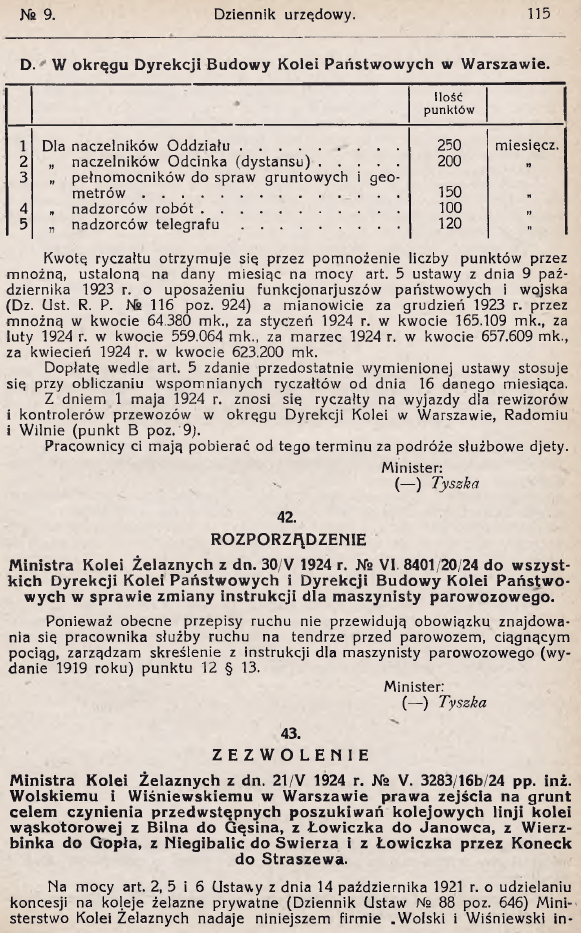 № 9. Dziennik urzędowy. 115
D. W okręgu Dyrekcji Budowy Kolei Państwowych w Warszawie.
Ilość
punktów
1 Dla naczelników Oddziału . . . . . . . . . 250 miesięcz.
2 „ naczelników Odcinka (dystansu) . . . . . 200 „
3 „ pełnomocników do spraw gruntowych i geo-
metrów . . . . . . . . . . . . . . 150 „
4 „ nadzorców robót . . . . . . . . . . . 100 „
5 „ nadzorców telegrafu . . . . . . . . . 120 „
Kwotę ryczałtu otrzymuje się przez pomnożenie liczby punktów przez
mnożną, ustaloną na dany miesiąc na mocy art. 5 ustawy z dnia 9 paź-
dziernika 1923 r. o uposażeniu funkcjonarjuszów państwowych i wojska
(Dz. Ust. R. P. № 116 poz. 924) a mianowicie za grudzień 1923 r. przez
mnożną w kwocie 64.380 mk., za styczeń 1924 r. w kwocie 165.109 mk., za
luty 1924 r. w kwocie 559.064 mk., za marzec 1924 r. w kwocie 657.609 mk.,
za kwiecień 1924 r. w kwocie 623.200 mk.
Dopłatę wedle art. 5 zdanie przedostatnie wymienionej ustawy stosuje
się przy obliczaniu wspomnianych ryczałtów od dnia 16 danego miesiąca.
Z dniem 1 maja 1924 r. znosi się ryczałty na wyjazdy dla rewizorów
i kontrolerów przewozów w okręgu Dyrekcji Kolei w Warszawie, Radomiu
i Wilnie (punkt B poz. 9).
Pracownicy ci mają pobierać od tego terminu za podróże służbowe djety.
Minister:
(—) Tyszka
42.
ROZPORZĄDZENIE
Ministra Kolei Żelaznych z dn. 30/V 1924 r. № VI. 8401/20/24 do wszyst-
kich Dyrekcji Kolei Państwowych i Dyrekcji Budowy Kolei Państwo-
wych w sprawie zmiany instrukcji dla maszynisty parowozowego.
Ponieważ obecne przepisy ruchu nie przewidują obowiązku znajdowa-
nia się pracownika służby ruchu na tendrze przed parowozem, ciągnącym
pociąg, zarządzam skreślenie z instrukcji dla maszynisty parowozowego (wy-
danie 1919 roku) punktu 12 § 13.
Minister:
(—) Tyszka
43.
ZEZWOLENIE
Ministra Kolei Żelaznych z dn. 21/V 1924 r. № V. 3283/16b/24 pp. inż.
Wolskiemu i Wiśniewskiemu w Warszawie prawa zejścia na grunt
celem czynienia przedwstępnych poszukiwań kolejowych linji kolei
wąskotorowej z Bilna do Gęsina, z Łowiczka do Janowca, z Wierz-
binka do Gopła, z Niegibalic do Swierza i z Łowiczka przez Koneck
do Straszewa.
Na mocy art. 2, 5 i 6 Ustawy z dnia 14 października 1921 r. o udzielaniu
koncesji na koleje żelazne prywatne (Dziennik Ustaw № 88 poz. 646) Mini-
sterstwo Kolei Żelaznych nadaje niniejszem firmie „Wolski i Wiśniewski in-